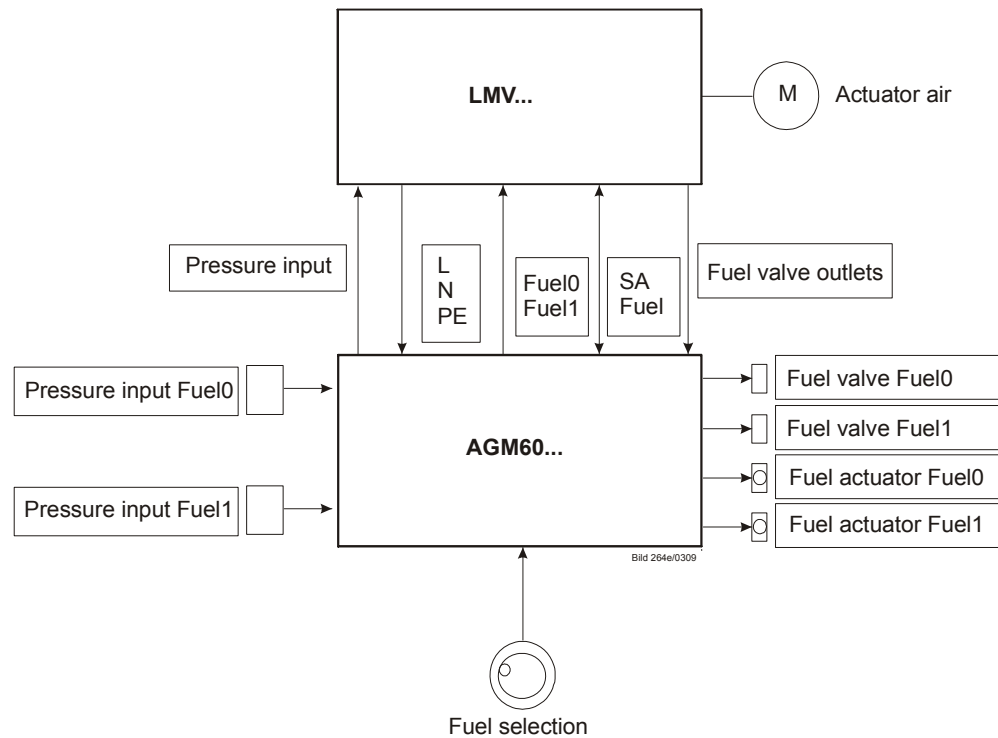 LMV...
M
Actuator air
Pressure input
L
N
PE
Fuel0
Fuel1
SA
Fuel
Fuel valve outlets
Pressure input Fuel0
Pressure input Fuel1
AGM60...
Fuel valve Fuel0
Fuel valve Fuel1
Fuel actuator Fuel0
Fuel actuator Fuel1
Bild 264e/0309
Fuel selection